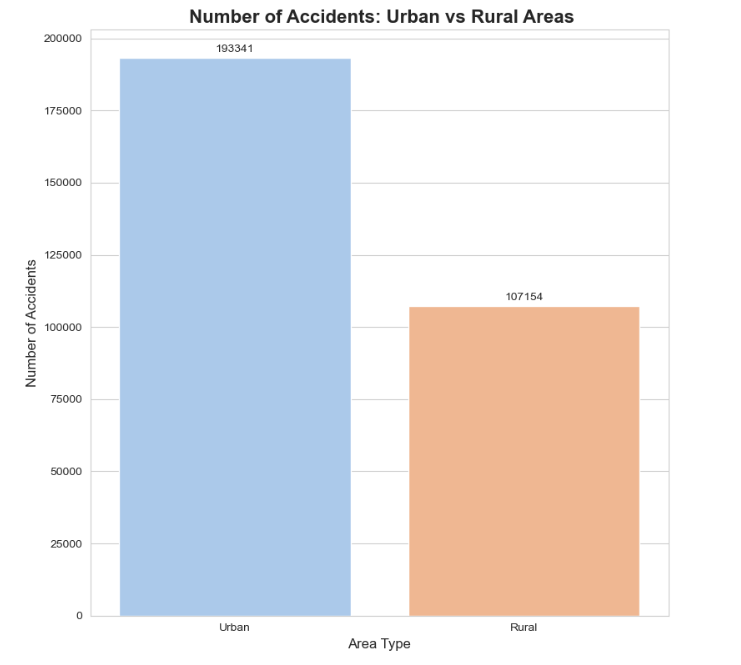 Number of Accidents: Urban vs Rural Areas
200000
193341
175000
150000
125000
107154
100000
75000
50000
25000
0
Number of Accidents
Urban
Rural
Area Type